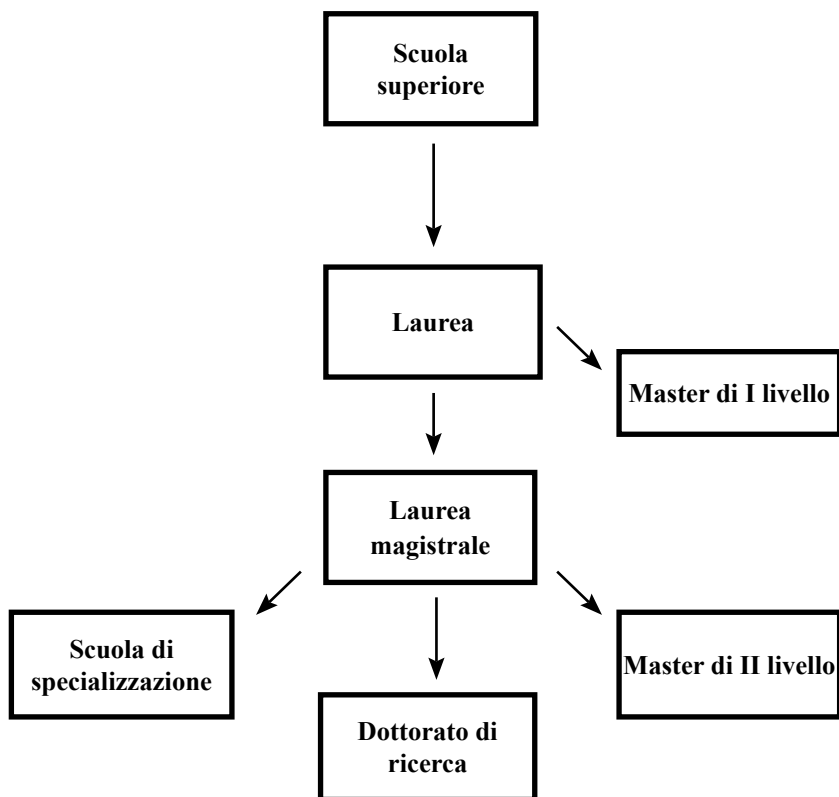 Scuola
superiore
Laurea
Master di I livello
Laurea
magistrale
Scuola di
specializzazione
Master di II livello
Dottorato di
ricerca